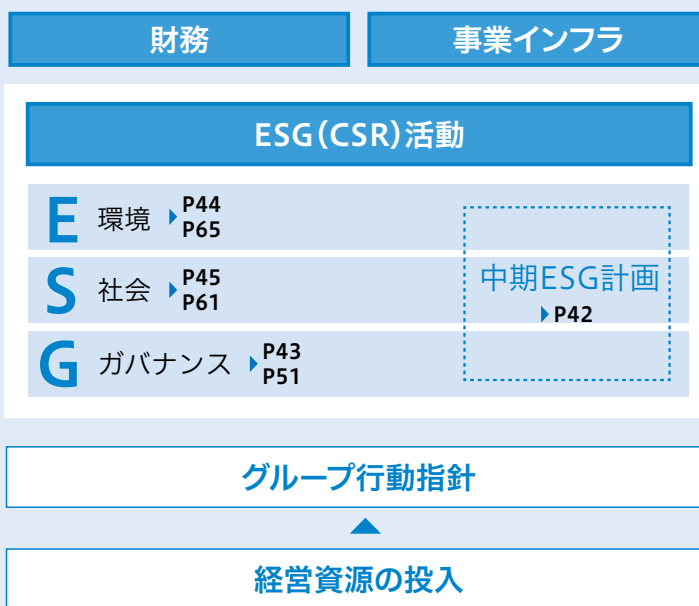 財務
事業インフラ
ESG(CSR)活動
E 環境 P44
P65
S 社会 P45
P61
G ガバナンス P43
P51
中期ESG計画
P42
グループ行動指針
経営資源の投入